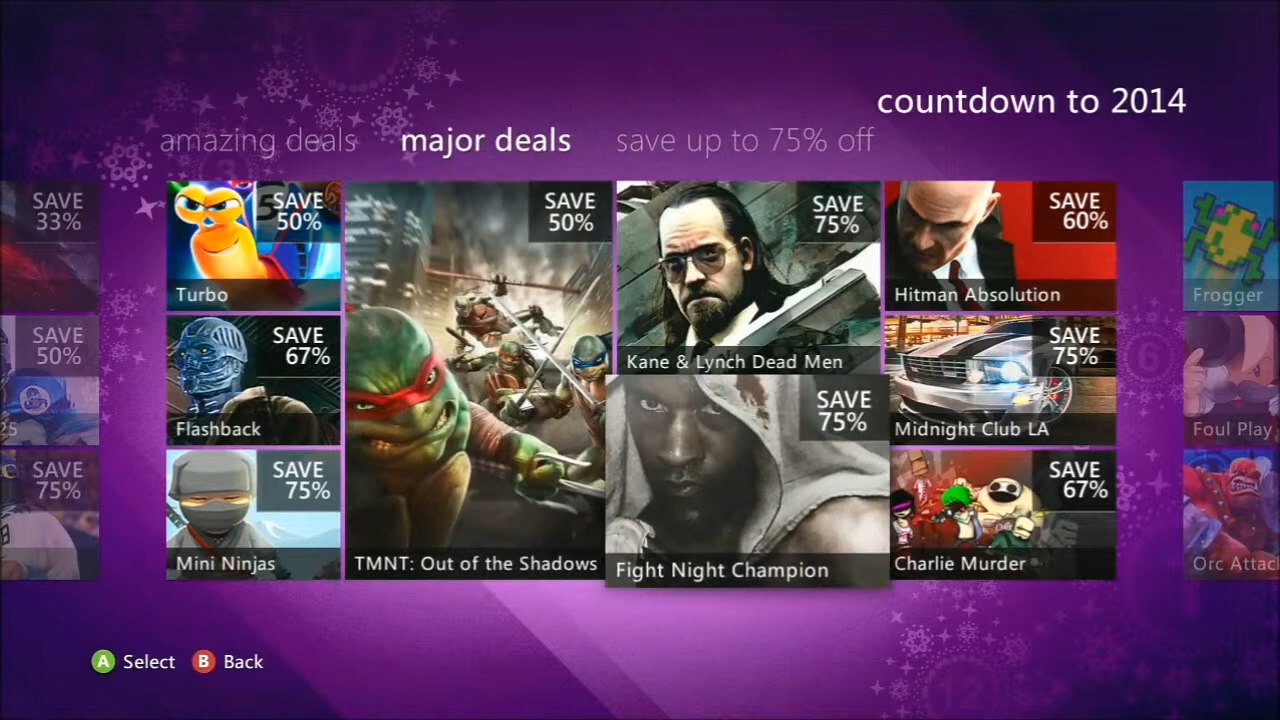 countdown to 2014
amazing deals
major deals
save up to 75% off
SAVE
33%
SAVE
50%
25
SAVE
75%
SAVE
50%
Turbo
SAVE
67%
Flashback
SAVE
75%
Mini Ninjas
SAVE
50%
TMNT: Out of the Shadows
SAVE
75%
Kane & Lynch Dead Men
SAVE
75%
Fight Night Champion
SAVE
60%
Hitman Absolution
SAVE
75%
Midnight Club LA
SAVE
67%
Charlie Murder
Frogger
Foul Play
Orc Attac
A Select
B Back